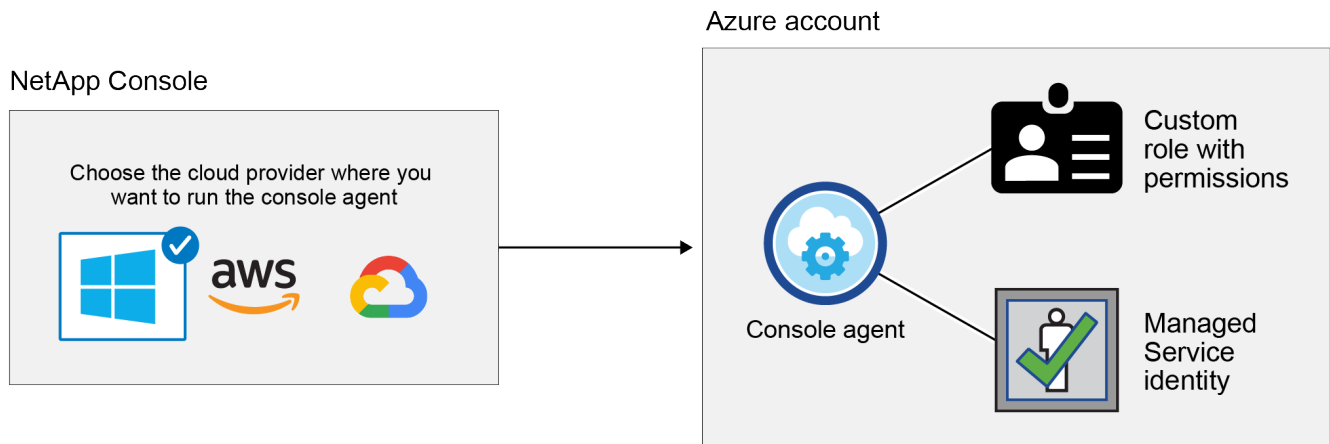 Azure account
NetApp Console
Choose the cloud provider where you
want to run the console agent
aws
Console agent
Custom
role with
permissions
Managed
Service
identity